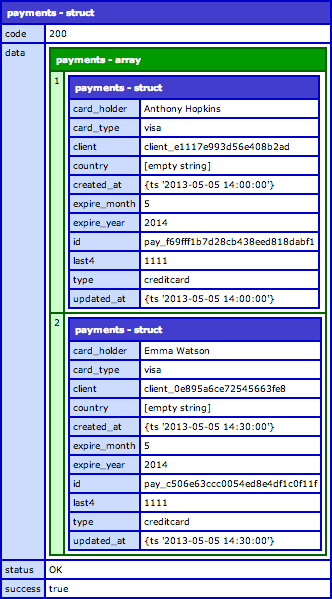 payments - struct
code 200
data payments - array
1 payments - struct
card_holder Anthony Hopkins
card_type visa
client client_e1117e993d56e408b2ad
country [empty string]
created_at {ts '2013-05-05 14:00:00'}
expire_month 5
expire_year 2014
id pay_f69fff1b7d28cb438eed818dabf1
last4 1111
type creditcard
updated_at {ts '2013-05-05 14:00:00'}
2 payments - struct
card_holder Emma Watson
card_type visa
client client_0e895a6ce72545663fe8
country [empty string]
created_at {ts '2013-05-05 14:30:00'}
expire_month 5
expire_year 2014
id pay_c506e63ccc0054ed8e4df1c0f11f
last4 1111
type creditcard
updated_at {ts '2013-05-05 14:30:00'}
status OK
success true